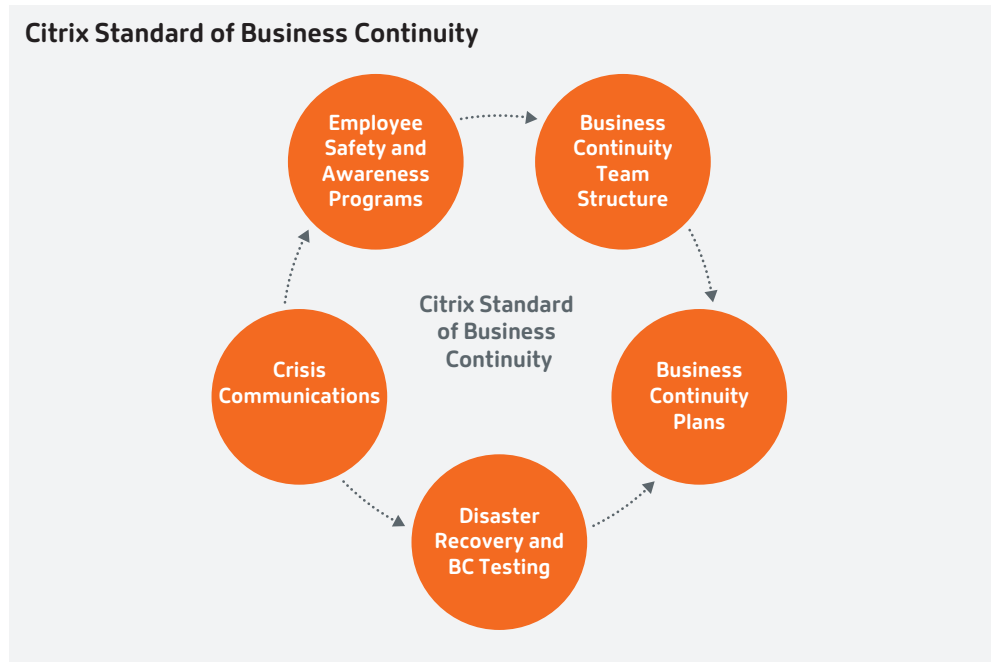 Citrix Standard of Business Continuity
Employee
Safety and
Awareness
Programs
Business
Continuity
Team
Structure
Citrix Standard
of Business
Continuity
Crisis
Communications
Business
Continuity
Plans
Disaster
Recovery and
BC Testing